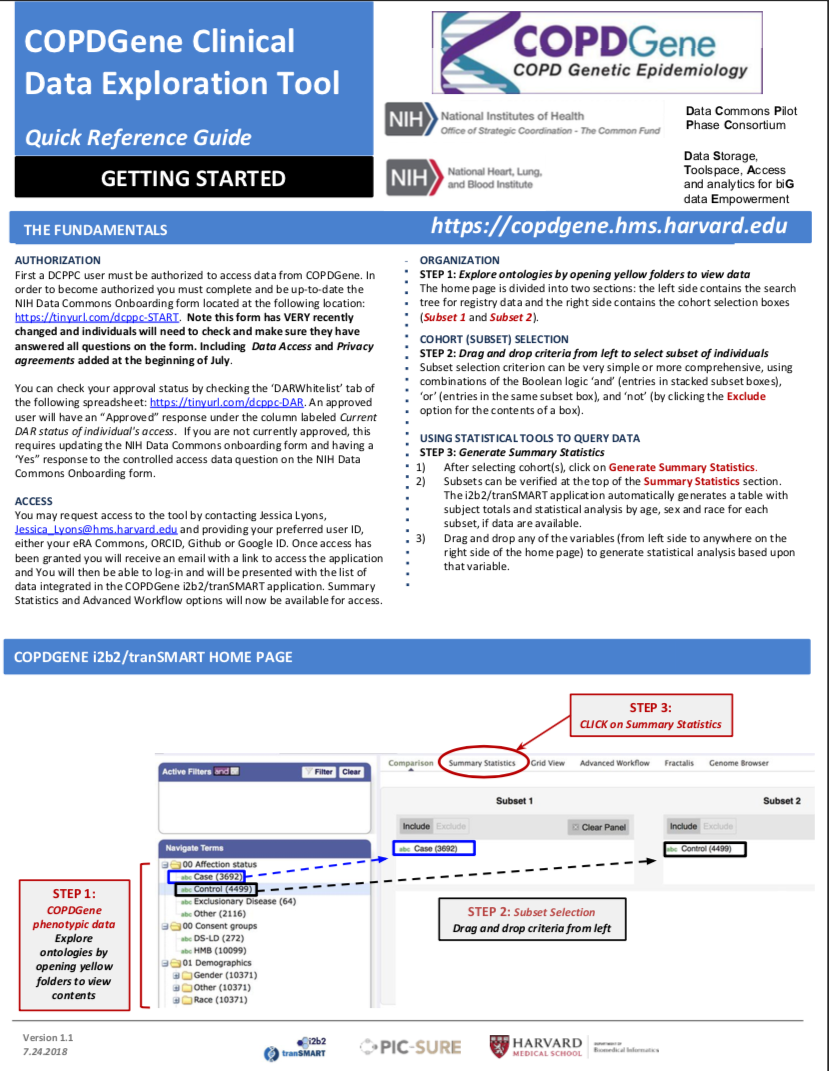 COPDGene Clinical
Data Exploration Tool
Quick Reference Guide
GETTING STARTED
COPDGene
COPD Genetic Epidemiology
NIH
National Institutes of Health
Office of Strategic Coordination - The Common Fund
Data Commons Pilot
Phase Consortium
NIH
National Heart, Lung,
and Blood Institute
Data Storage,
Toolspace, Access
and analytics for biG
data Empowerment
THE FUNDAMENTALS
https://copdgene.hms.harvard.edu
AUTHORIZATION
First a DCPPC user must be authorized to access data from COPDGene. In
order to become authorized you must complete and be up-to-date the
NIH Data Commons Onboarding form located at the following location:
https://tinyurl.com/dcppc-START. Note this form has VERY recently
changed and individuals will need to check and make sure they have
answered all questions on the form. Including Data Access and Privacy
agreements added at the beginning of July.
You can check your approval status by checking the ‘DARWhitelist’ tab of
the following spreadsheet: https://tinyurl.com/dcppc-DAR. An approved
user will have an “Approved” response under the column labeled Current
DAR status of individual's access. If you are not currently approved, this
requires updating the NIH Data Commons onboarding form and having a
‘Yes” response to the controlled access data question on the NIH Data
Commons Onboarding form.
ACCESS
You may request access to the tool by contacting Jessica Lyons,
Jessica_Lyons@hms.harvard.edu and providing your preferred user ID,
either your eRA Commons, ORCID, Github or Google ID. Once access has
been granted you will receive an email with a link to access the application
and You will then be able to log-in and will be presented with the list of
data integrated in the COPDGene i2b2/tranSMART application. Summary
Statistics and Advanced Workflow options will now be available for access.
ORGANIZATION
STEP 1: Explore ontologies by opening yellow folders to view data
The home page is divided into two sections: the left side contains the search
tree for registry data and the right side contains the cohort selection boxes
(Subset 1 and Subset 2).
COHORT (SUBSET) SELECTION
STEP 2: Drag and drop criteria from left to select subset of individuals
Subset selection criterion can be very simple or more comprehensive, using
combinations of the Boolean logic ‘and’ (entries in stacked subset boxes),
‘or’ (entries in the same subset box), and ‘not’ (by clicking the Exclude
option for the contents of a box).
USING STATISTICAL TOOLS TO QUERY DATA
STEP 3: Generate Summary Statistics
1) After selecting cohort(s), click on Generate Summary Statistics.
2) Subsets can be verified at the top of the Summary Statistics section.
The i2b2/tranSMART application automatically generates a table with
subject totals and statistical analysis by age, sex and race for each
subset, if data are available.
3) Drag and drop any of the variables (from left side to anywhere on the
right side of the home page) to generate statistical analysis based upon
that variable.
COPDGENE i2b2/tranSMART HOME PAGE
STEP 3:
CLICK on Summary Statistics
Active Filters and
Filter Clear
Comparison Summary Statistics Grid View Advanced Workflow Fractalis Genome Browser
Subset 1 Subset 2
Include Exclude Clear Panel Include Exclude
abc Case (3692)
abc Control (4499)
Navigate Terms
00 Affection status
abc Case (3692)
abc Control (4499)
abc Exclusionary Disease (64)
abc Other (2116)
00 Consent groups
abc DS-LD (272)
abc HMB (10099)
01 Demographics
Gender (10371)
Other (10371)
Race (10371)
STEP 1:
COPDGene
phenotypic data
Explore
ontologies by
opening yellow
folders to view
contents
STEP 2: Subset Selection
Drag and drop criteria from left
Version 1.1
7.24.2018
i2b2
tranSMART
PIC-SURE
HARVARD
MEDICAL SCHOOL
DEPARTMENT OF
Biomedical Informatics